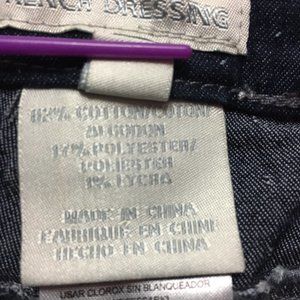 FRENCH DRESSING
82% COTTON/COTON/
ALGODON
17% POLYESTER/
POLIESTER
1% LYCRA
MADE IN CHINA
FABRIQUE EN CHINE
HECHO EN CHINA
USAR CLOROX SIN BLANQUEADOR